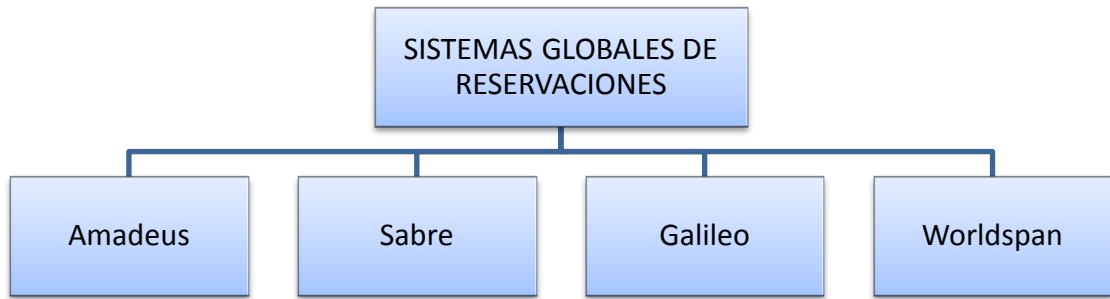 SISTEMAS GLOBALES DE
RESERVACIONES
Amadeus
Sabre
Galileo
Worldspan